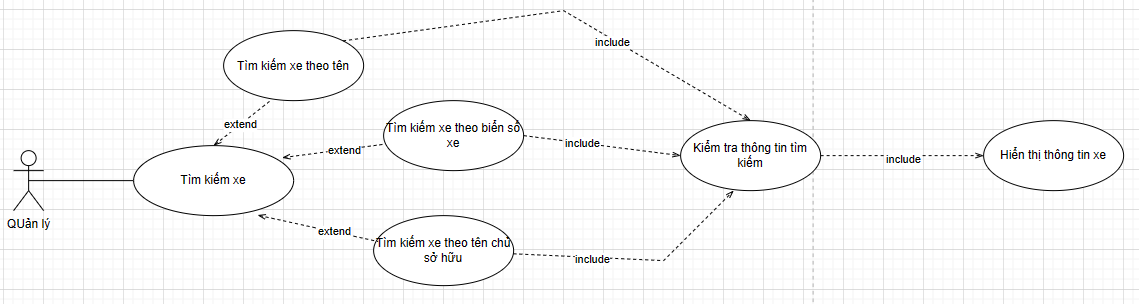 include
Tìm kiếm xe theo tên
extend
Tìm kiếm xe theo biển số
xe
extend
include
Kiểm tra thông tin tìm
kiếm
include
Hiển thị thông tin xe
Tìm kiếm xe
QUản lý
extend
Tìm kiếm xe theo tên chủ
sở hữu
include